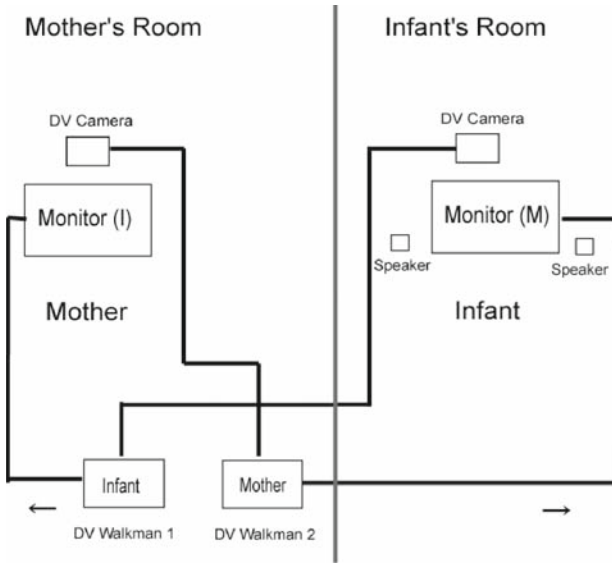 Mother's Room
Infant's Room
DV Camera
DV Camera
Monitor (I)
Monitor (M)
Speaker
Speaker
Mother
Infant
Infant
Mother
←
→
DV Walkman 1
DV Walkman 2